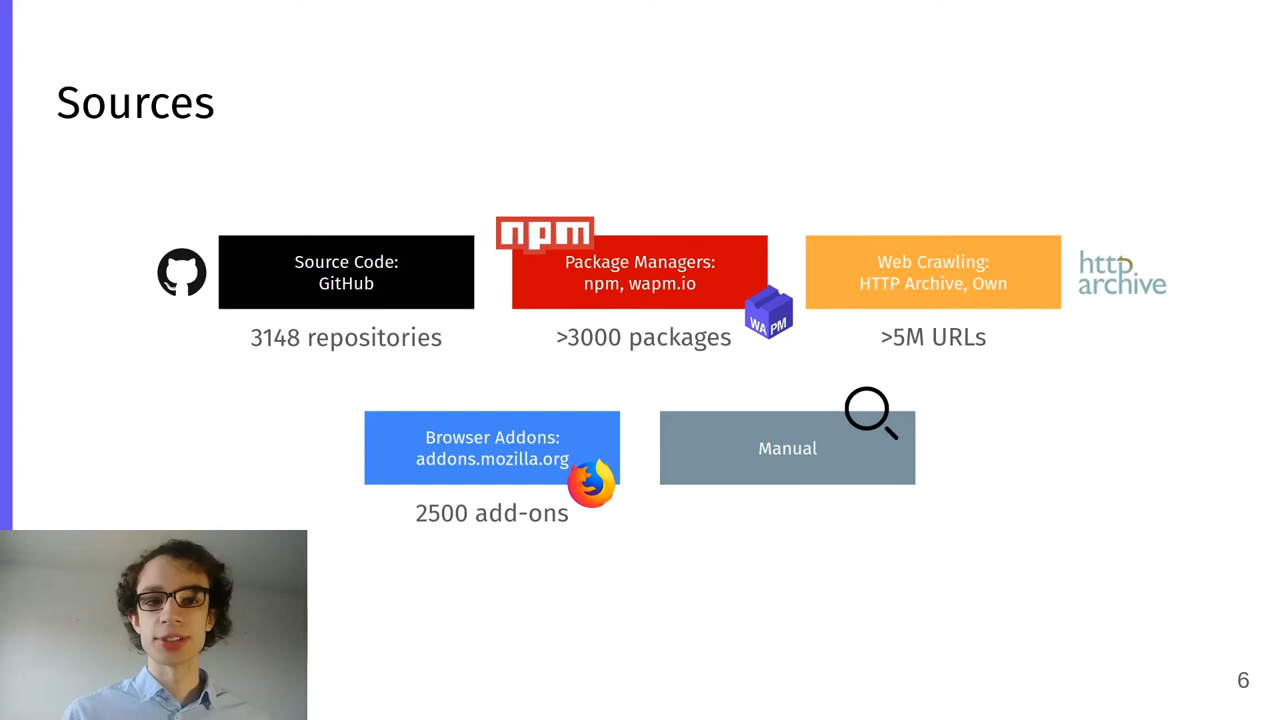 Sources
npm
Source Code:
GitHub
Package Managers:
npm, wapm.io
WA PM
Web Crawling:
HTTP Archive, Own
http
archive
3148 repositories
>3000 packages
>5M URLs
Browser Addons:
addons.mozilla.org
Manual
2500 add-ons
6